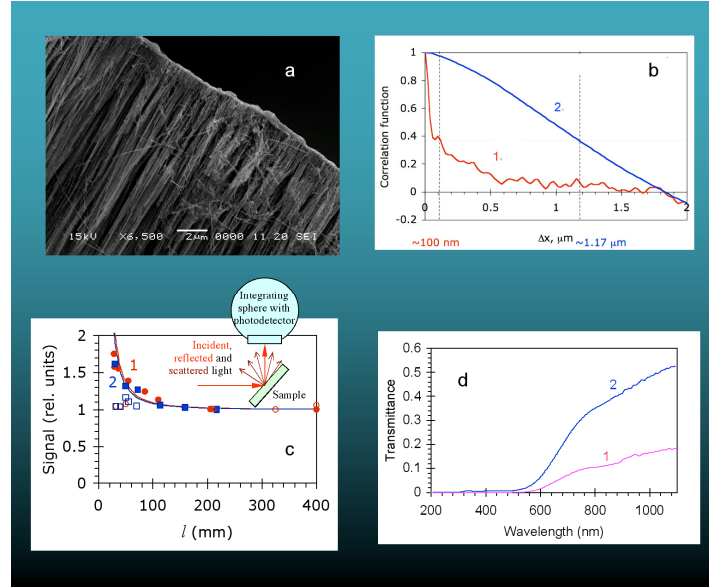 a
15kV X6,500 2μm 0000 11 20 SEI
b
Correlation function
1
0.8
0.6
0.4
0.2
0
-0.2
2
1
0 0.5 1 1.5 2
~100 nm Δx, μm ~1.17 μm
Integrating
sphere with
photodetector
Incident,
reflected and
scattered light
Sample
Signal (rel. units)
2
1.5
1
0.5
0
1
2
c
0 100 200 300 400
l (mm)
d
Transmittance
0.6
0.5
0.4
0.3
0.2
0.1
0
2
1
200 400 600 800 1000
Wavelength (nm)